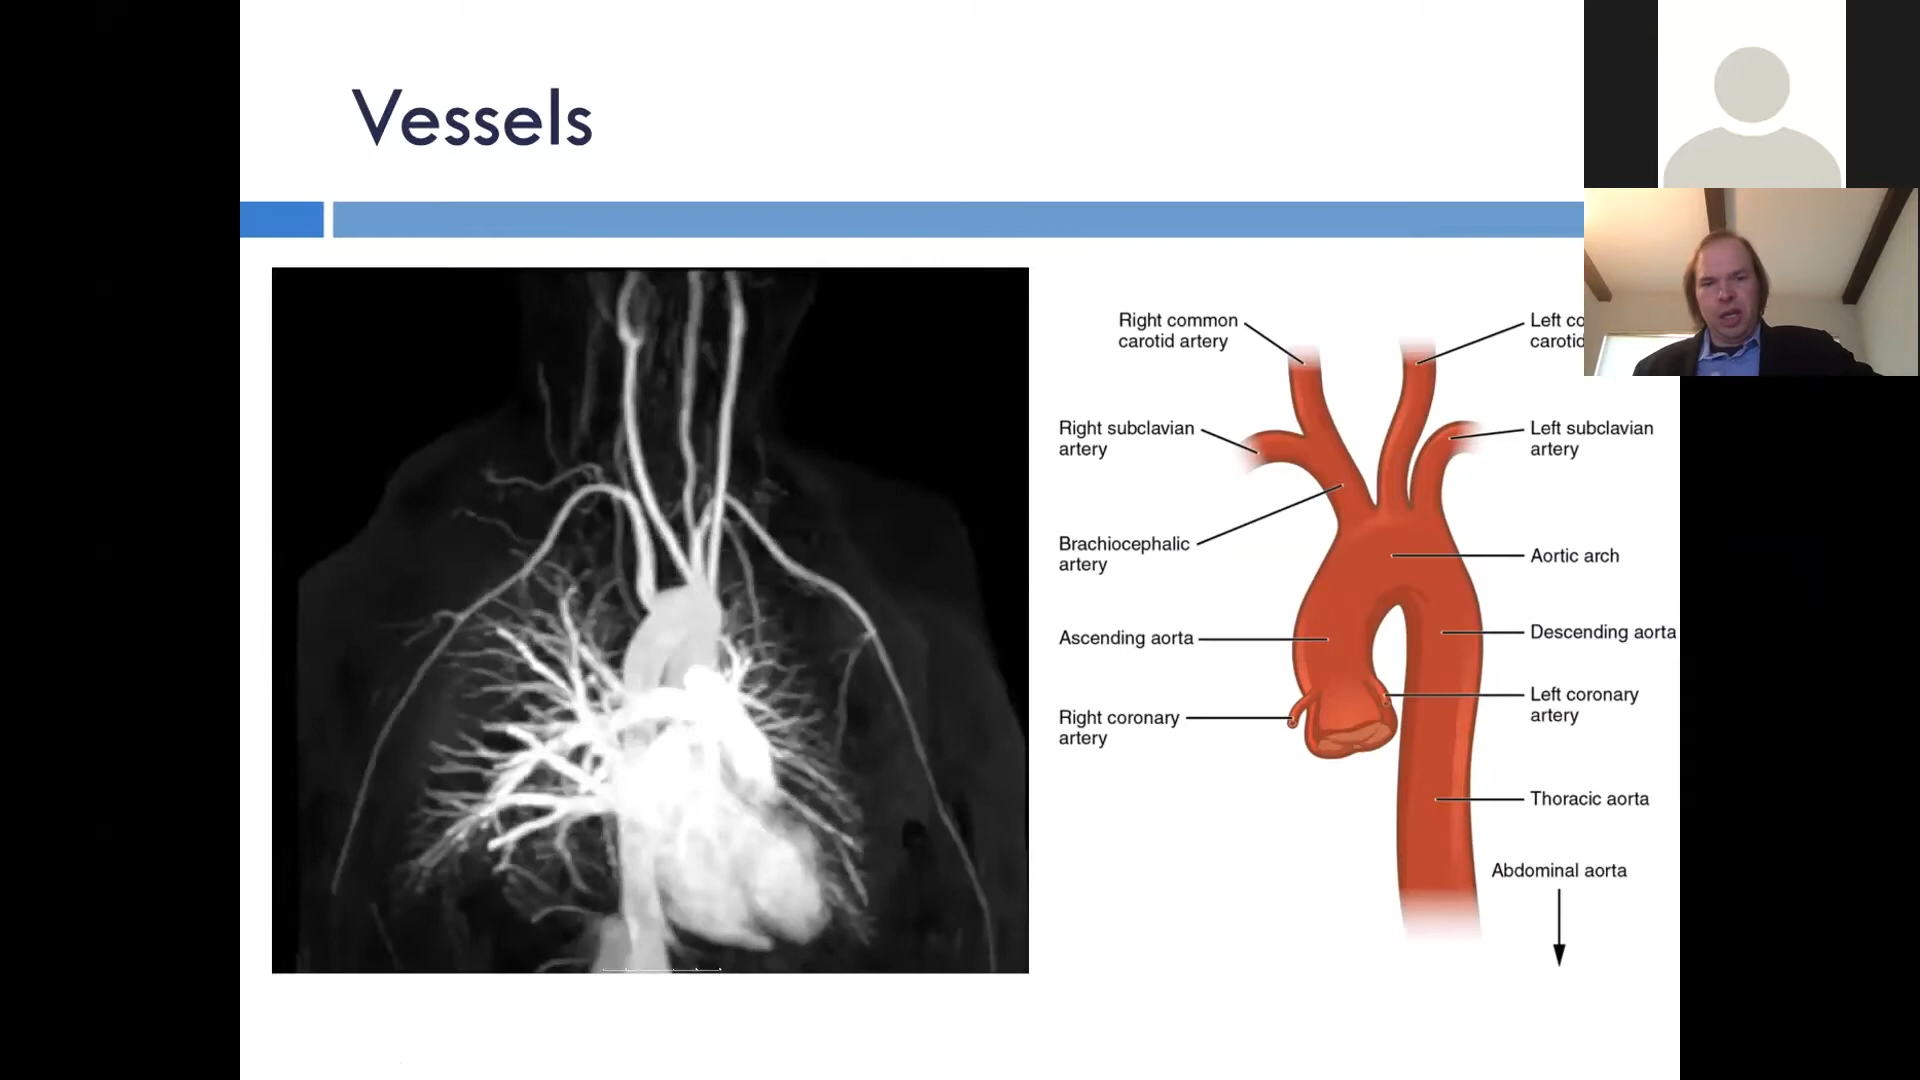 Vessels
Right common
carotid artery
Left
Right subclavian
artery
Left subclavian
artery
Brachiocephalic
artery
Aortic arch
Ascending aorta
Descending aorta
Right coronary
artery
Left coronary
artery
Thoracic aorta
Abdominal aorta